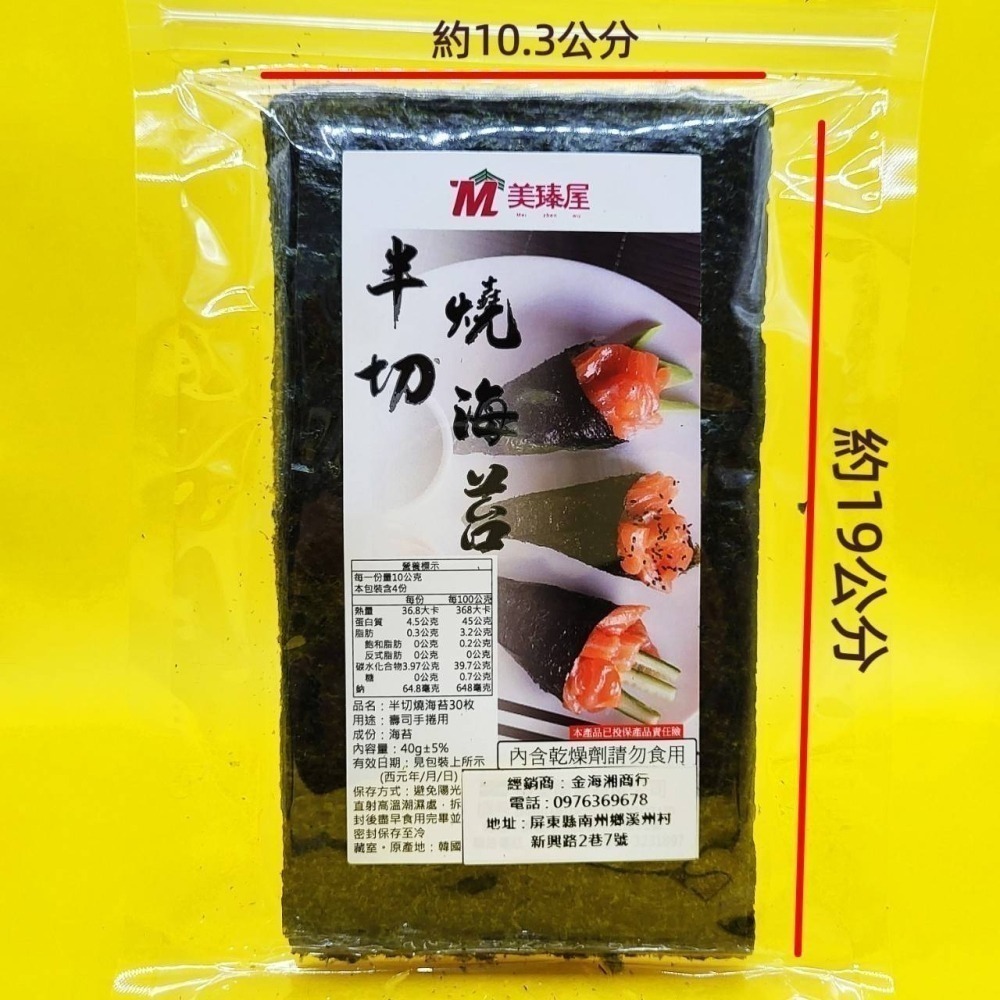 約10.3公分
美臻屋
Mei zhen wu
半切
燒海苔
約19公分
營養標示
每一份量10公克
本包裝含4份
每份 每100公克
熱量 36.8大卡 368大卡
蛋白質 4.5公克 45公克
脂肪 0.3公克 3.2公克
飽和脂肪 0公克 0.2公克
反式脂肪 0公克 0公克
碳水化合物3.97公克 39.7公克
糖 0公克 0.7公克
鈉 64.8毫克 648毫克
品名：半切燒海苔30枚
用途：壽司手捲用
成份：海苔
內容量：40g±5%
有效日期：見包裝上所示
(西元年/月/日)
保存方式：避免陽光
直射高溫潮濕處，拆
封後盡早食用完畢並
密封保存至冷
藏室。原產地：韓國
本產品已投保產品責任險
內含乾燥劑請勿食用
經銷商：金海湘商行
電話：0976369678
地址：屏東縣南州鄉溪州村
新興路2巷7號